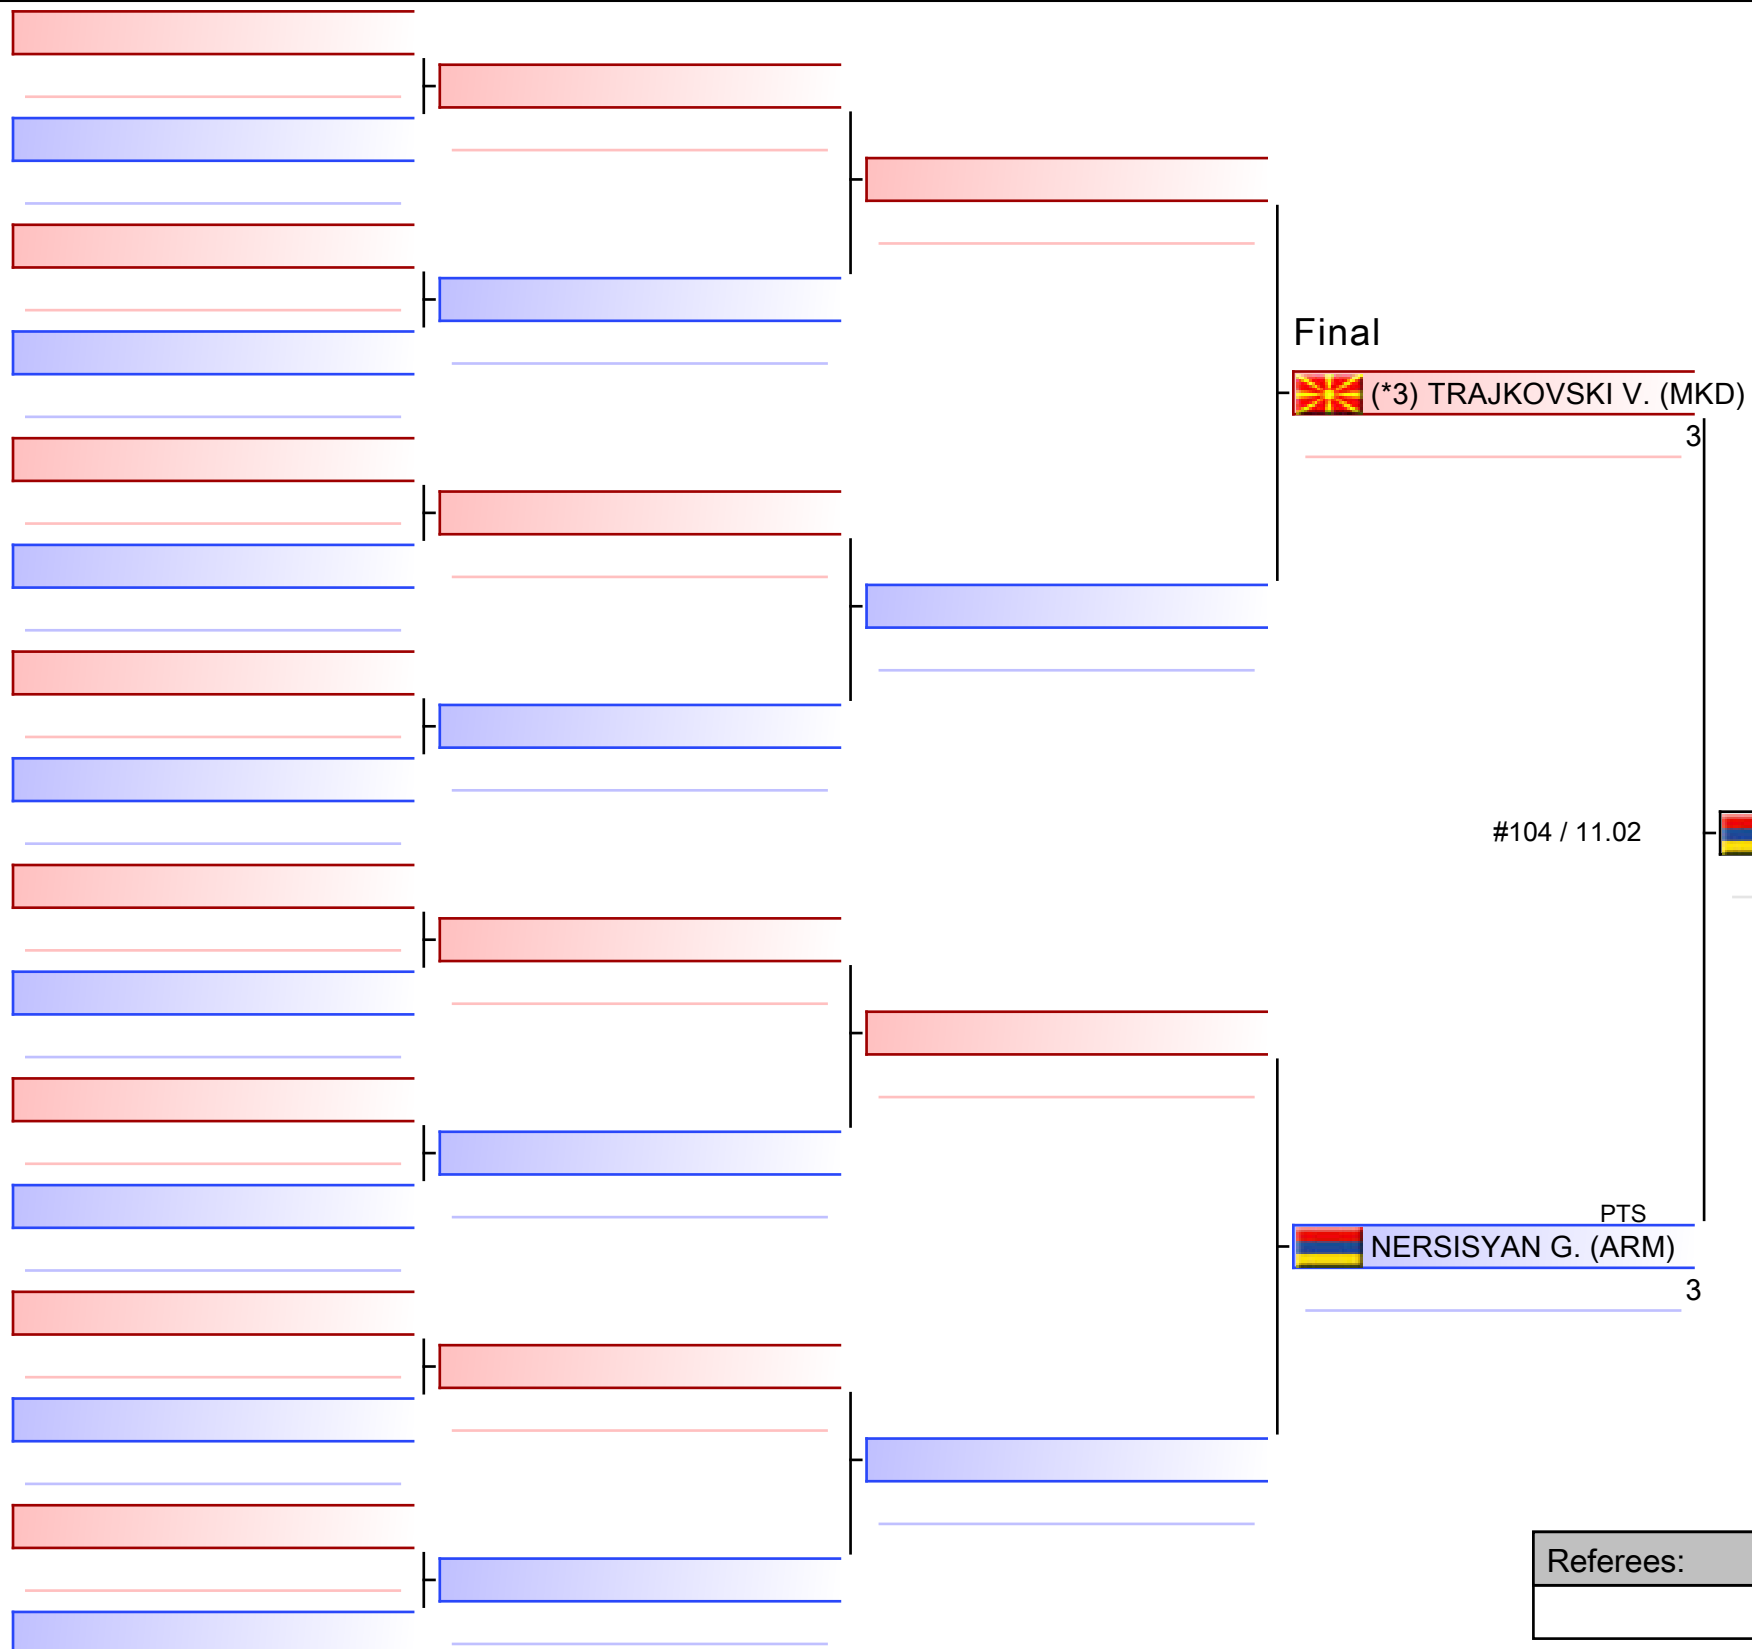 Final
(*3) TRAJKOVSKI V. (MKD)
3
#104 / 11.02
PTS
NERSISYAN G. (ARM)
3
Referees: